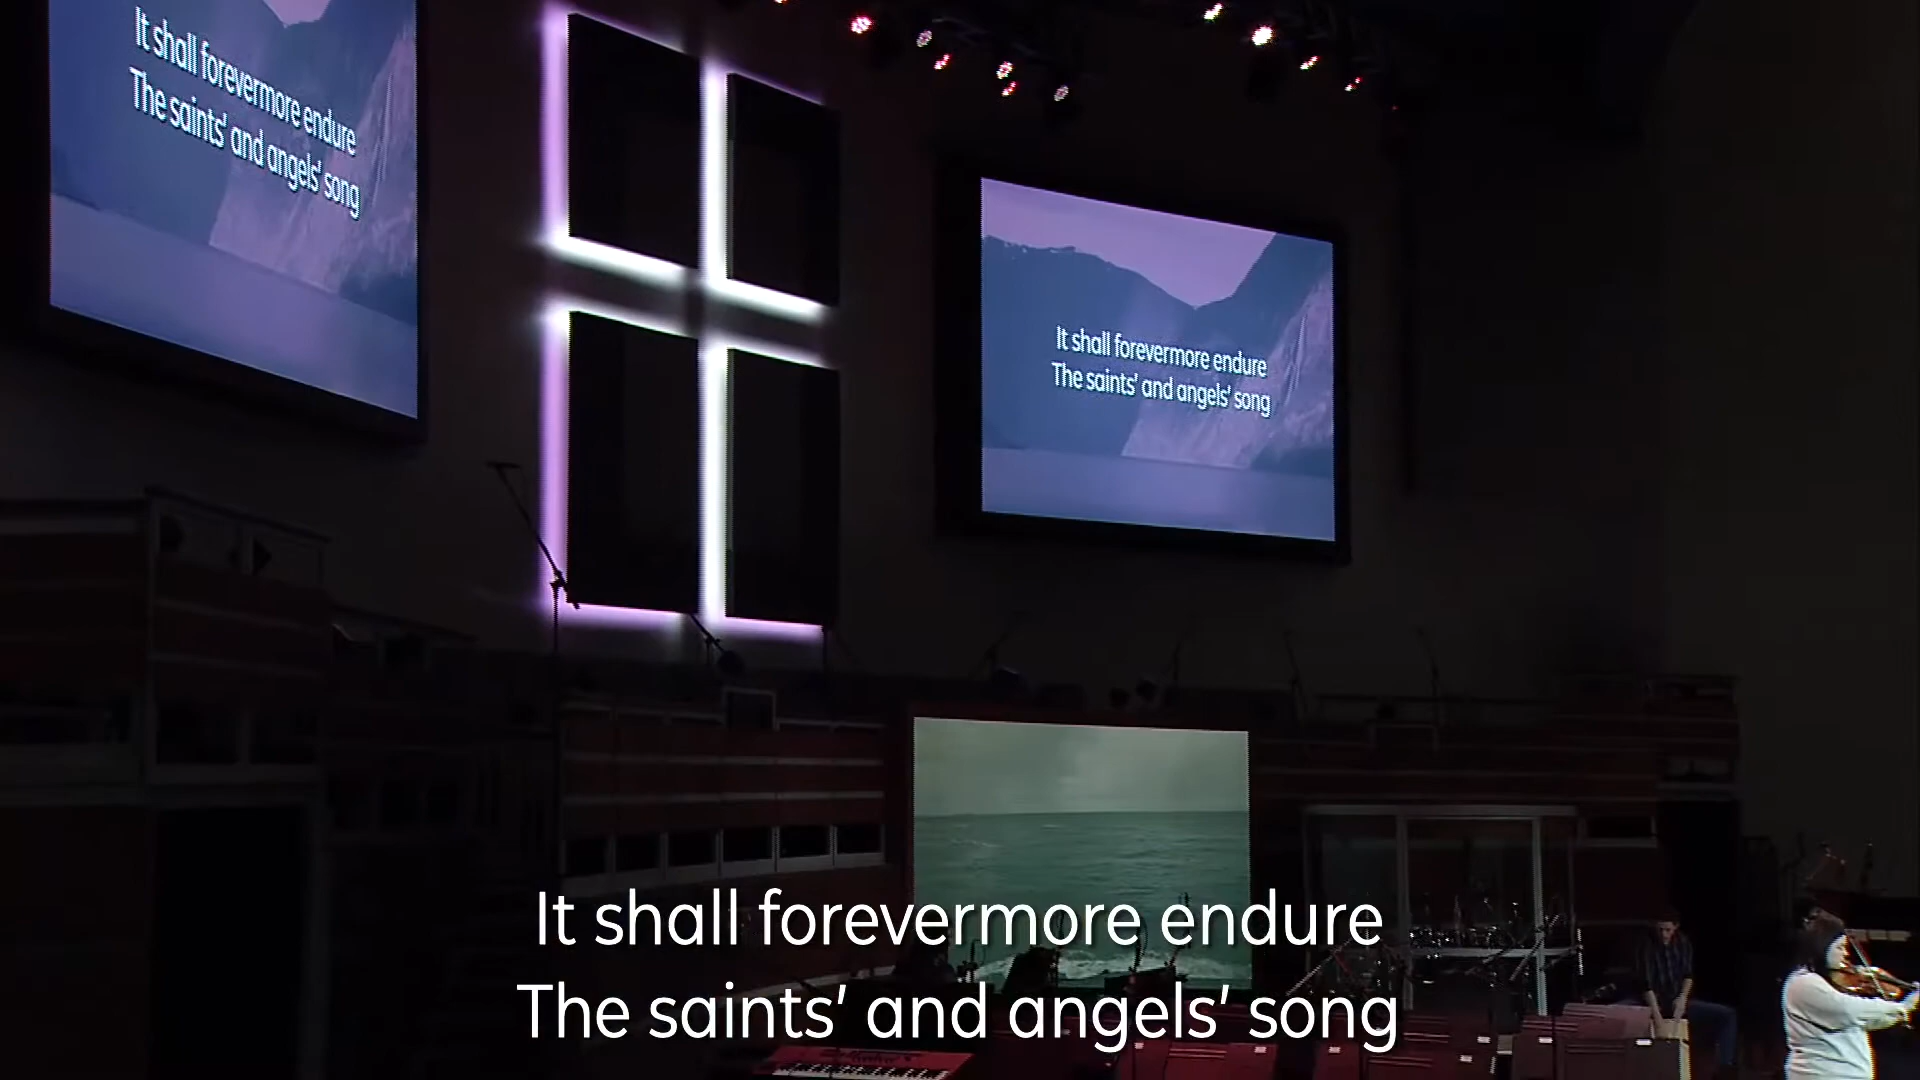 It shall forevermore endure
The saints' and angels' song
It shall forevermore endure
The saints' and angels' song
It shall forevermore endure
The saints' and angels' song